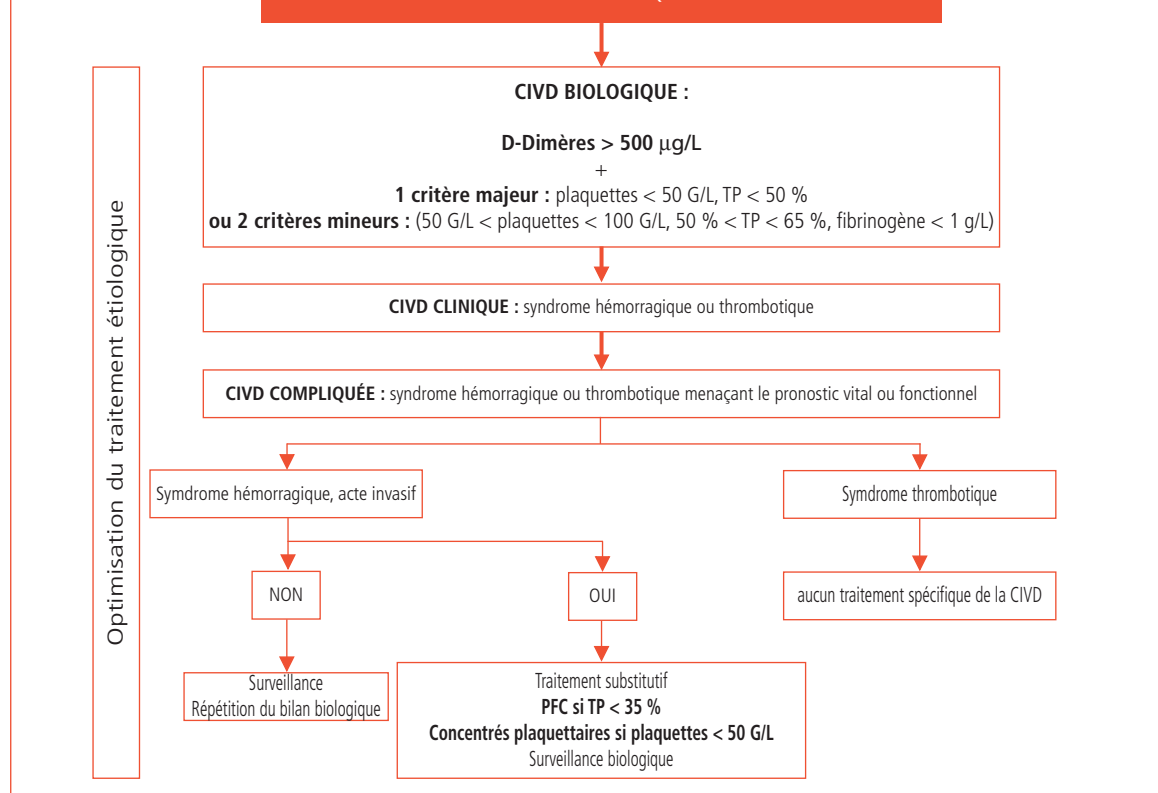 CIVD BIOLOGIQUE :
D-Dimères > 500 µg/L
+
1 critère majeur : plaquettes < 50 G/L, TP < 50 %
ou 2 critères mineurs : (50 G/L < plaquettes < 100 G/L, 50 % < TP < 65 %, fibrinogène < 1 g/L)
CIVD CLINIQUE : syndrome hémorragique ou thrombotique
CIVD COMPLIQUÉE : syndrome hémorragique ou thrombotique menaçant le pronostic vital ou fonctionnel
Symdrome hémorragique, acte invasif
Symdrome thrombotique
NON
OUI
aucun traitement spécifique de la CIVD
Surveillance
Répétition du bilan biologique
Traitement substitutif
PFC si TP < 35 %
Concentrés plaquettaires si plaquettes < 50 G/L
Surveillance biologique
Optimisation du traitement étiologique